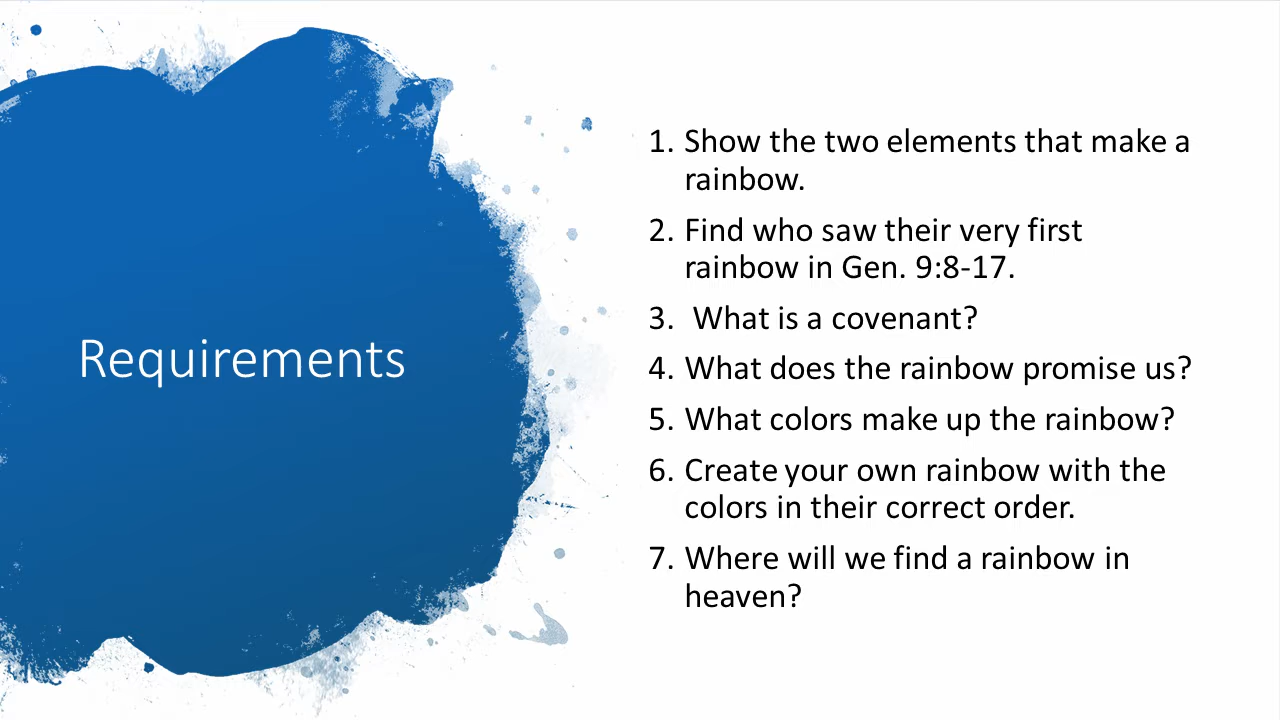 Requirements
1. Show the two elements that make a
rainbow.
2. Find who saw their very first
rainbow in Gen. 9:8-17.
3. What is a covenant?
4. What does the rainbow promise us?
5. What colors make up the rainbow?
6. Create your own rainbow with the
colors in their correct order.
7. Where will we find a rainbow in
heaven?